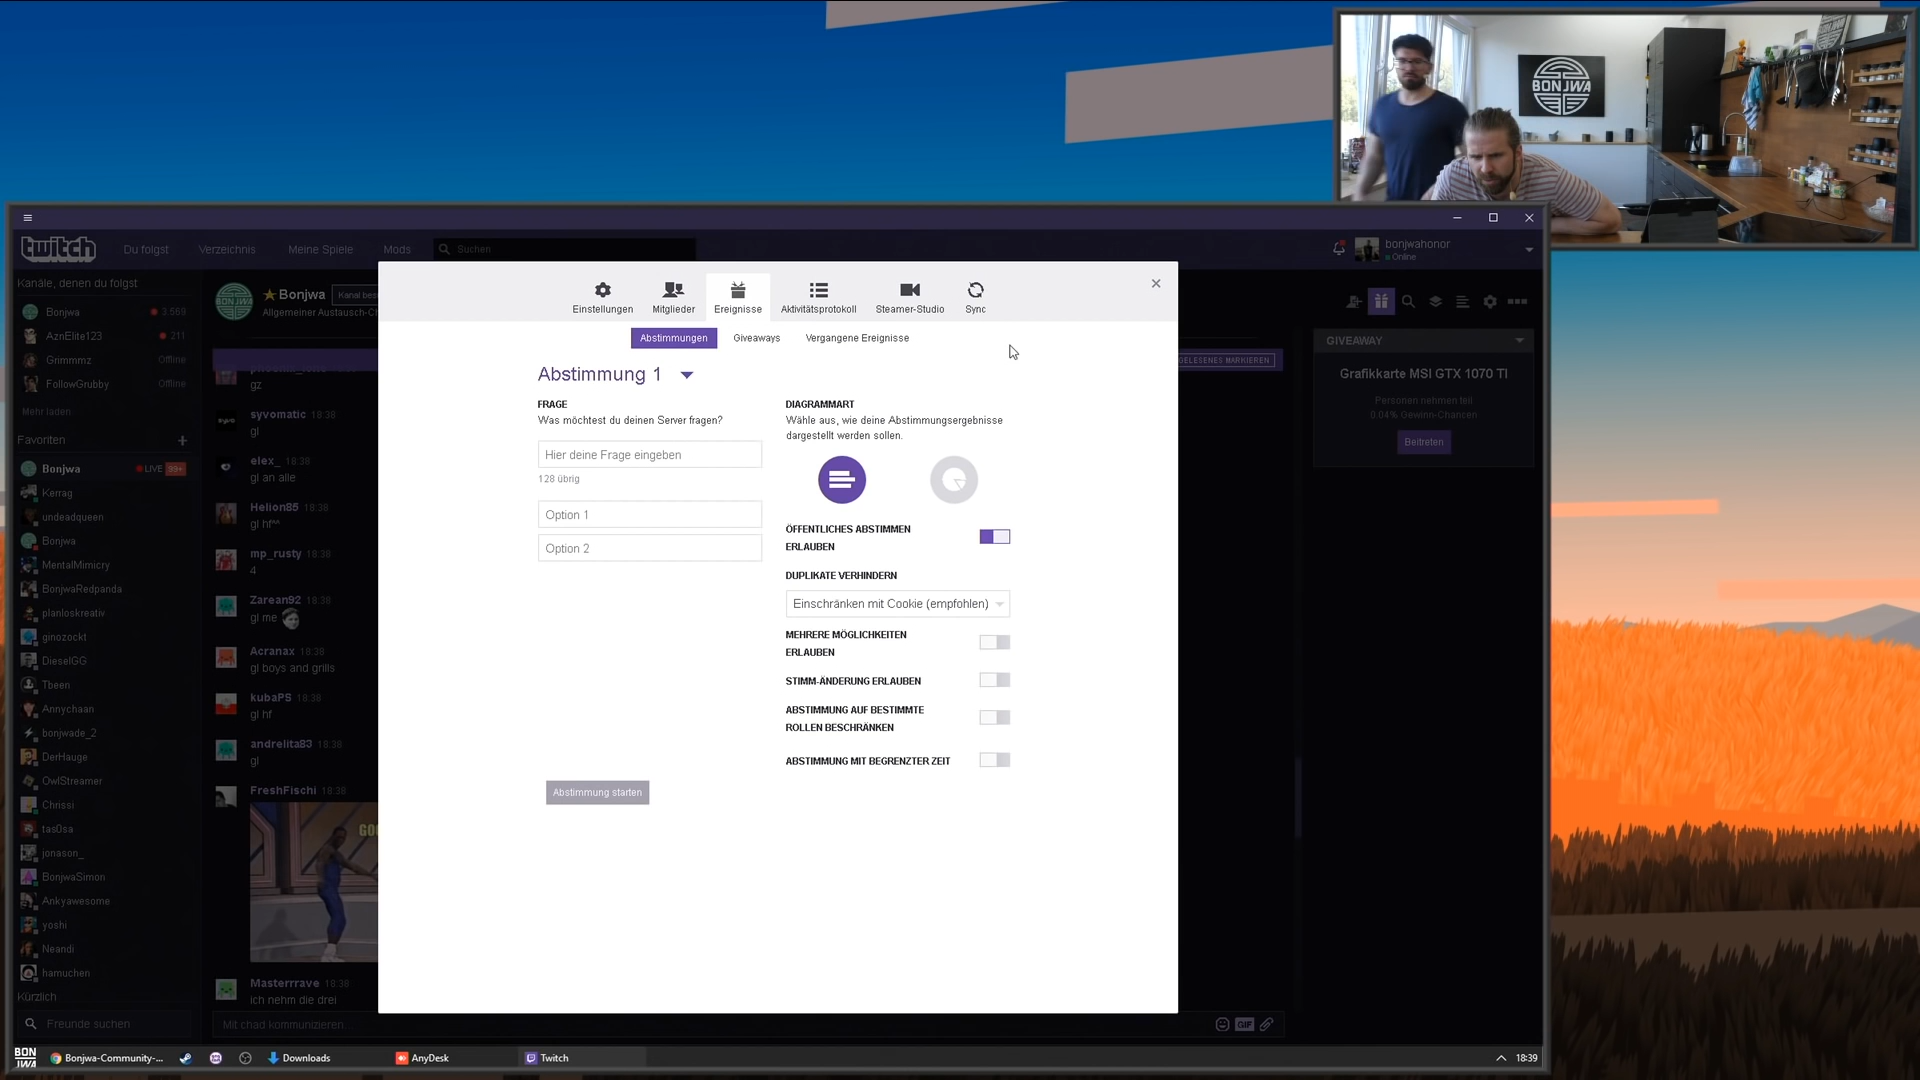 BONJWA
twitch
Du folgst
Verzeichnis
Meine Spiele
Mods
Suchen
bonjwahonor
Online
Kanäle, denen du folgst
Bonjwa
3.569
AznElite123
211
Grimmmz
Offline
FollowGrubby
Offline
Mehr laden
Favoriten
Bonjwa
LIVE
99+
Kerrag
undeadqueen
Bonjwa
MentalMimicry
BonjwaRedpanda
planloskreativ
ginozockt
DieselGG
Tbeen
Annychaan
bonjwade_2
DerHauge
OwlStreamer
Chrissi
tas0sa
jonason_
BonjwaSimon
Ankyawesome
yoshi
Neandi
hamuchen
Kürzlich
Freunde suchen
Bonjwa
Kanal bes
Allgemeiner Austausch-C
gz
syvomatic 18:38
gl
elex_ 18:38
gl an alle
Helion85 18:38
gl hf^^
mp_rusty 18:38
4
Zarean92 18:38
gl me
Acranax 18:38
gl boys and grills
kubaPS 18:38
gl hf
andrelita83 18:38
gl
FreshFischi 18:38
GO
Masterrrave 18:38
ich nehm die drei
Mit chad kommunizieren...
GIF
Einstellungen
Mitglieder
Ereignisse
Aktivitätsprotokoll
Steamer-Studio
Sync
Abstimmungen
Giveaways
Vergangene Ereignisse
Abstimmung 1
FRAGE
Was möchtest du deinen Server fragen?
Hier deine Frage eingeben
128 übrig
Option 1
Option 2
Abstimmung starten
DIAGRAMMART
Wähle aus, wie deine Abstimmungsergebnisse
dargestellt werden sollen.
ÖFFENTLICHES ABSTIMMEN
ERLAUBEN
DUPLIKATE VERHINDERN
Einschränken mit Cookie (empfohlen)
MEHRERE MÖGLICHKEITEN
ERLAUBEN
STIMM-ÄNDERUNG ERLAUBEN
ABSTIMMUNG AUF BESTIMMTE
ROLLEN BESCHRÄNKEN
ABSTIMMUNG MIT BEGRENZTER ZEIT
GELESENES MARKIEREN
GIVEAWAY
Grafikkarte MSI GTX 1070 TI
Personen nehmen teil
0.04% Gewinn-Chancen
Beitreten
BONJWA
Bonjwa-Community-...
Downloads
AnyDesk
Twitch
18:39